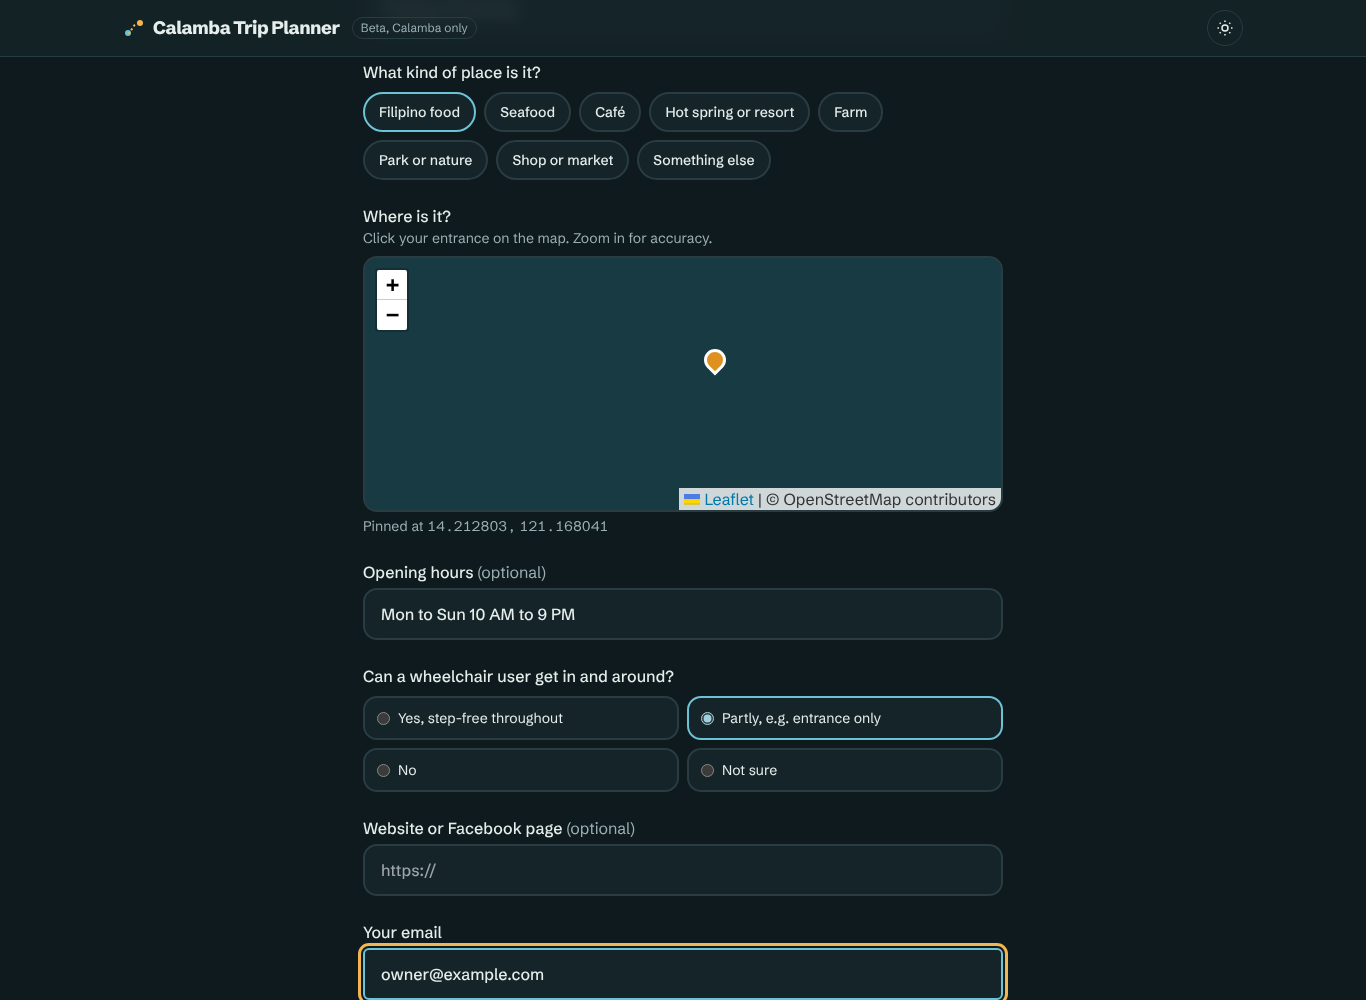 Calamba Trip Planner
Beta, Calamba only
What kind of place is it?
Filipino food
Seafood
Café
Hot spring or resort
Farm
Park or nature
Shop or market
Something else
Where is it?
Click your entrance on the map. Zoom in for accuracy.
+
−
Leaflet | © OpenStreetMap contributors
Pinned at 14.212803, 121.168041
Opening hours (optional)
Mon to Sun 10 AM to 9 PM
Can a wheelchair user get in and around?
Yes, step-free throughout
Partly, e.g. entrance only
No
Not sure
Website or Facebook page (optional)
https://
Your email
owner@example.com